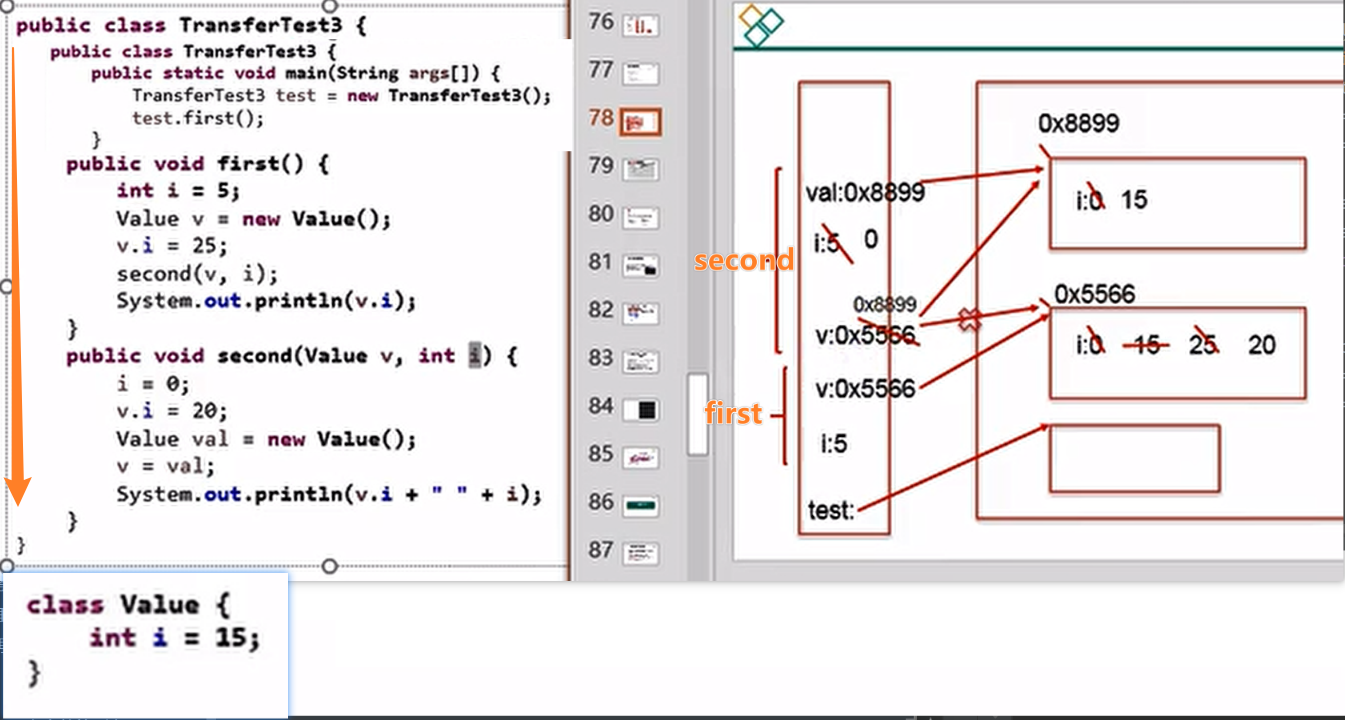 public class TransferTest3 {
public class TransferTest3 {
public static void main(String args[]) {
TransferTest3 test = new TransferTest3();
test.first();
}
public void first() {
int i = 5;
Value v = new Value();
v.i = 25;
second(v, i);
System.out.println(v.i);
}
public void second(Value v, int i) {
i = 0;
v.i = 20;
Value val = new Value();
v = val;
System.out.println(v.i + " " + i);
}
}
class Value {
int i = 15;
}
76
77
78
79
80
81
82
83
84
85
86
87
second
first
val:0x8899
i:5 0
0x8899
v:0x5566
v:0x5566
i:5
test:
0x8899
i:0 15
0x5566
i:0 15 25 20